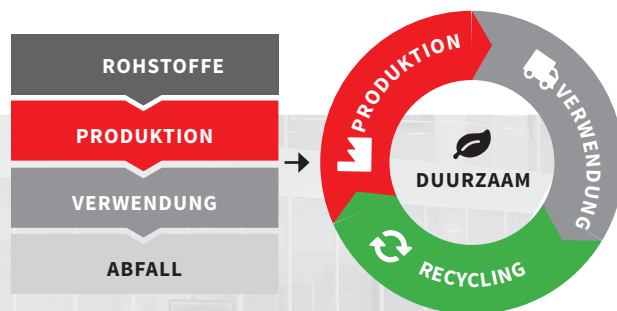 ROHSTOFFE
PRODUKTION
VERWENDUNG
ABFALL
PRODUKTION
VERWENDUNG
DUURZAAM
RECYCLING